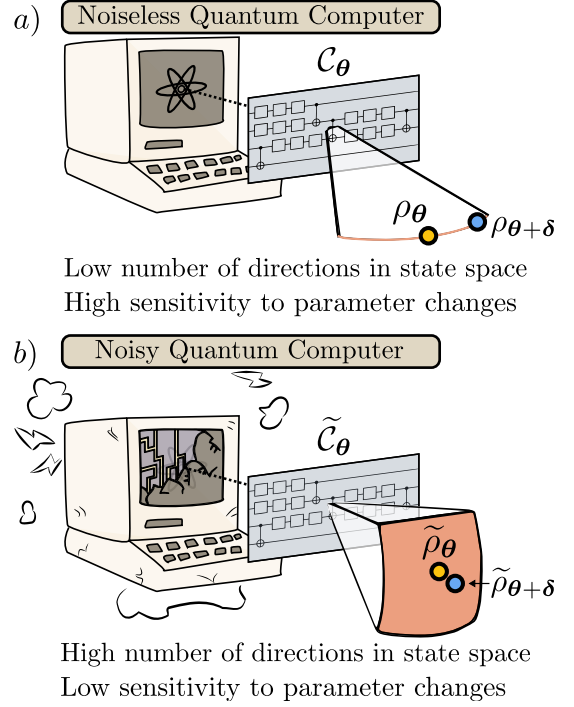 a) Noiseless Quantum Computer
𝒞_θ
ρ_θ
ρ_θ+δ
Low number of directions in state space
High sensitivity to parameter changes
b) Noisy Quantum Computer
𝒞̃_θ
ρ̃_θ
ρ̃_θ+δ
High number of directions in state space
Low sensitivity to parameter changes